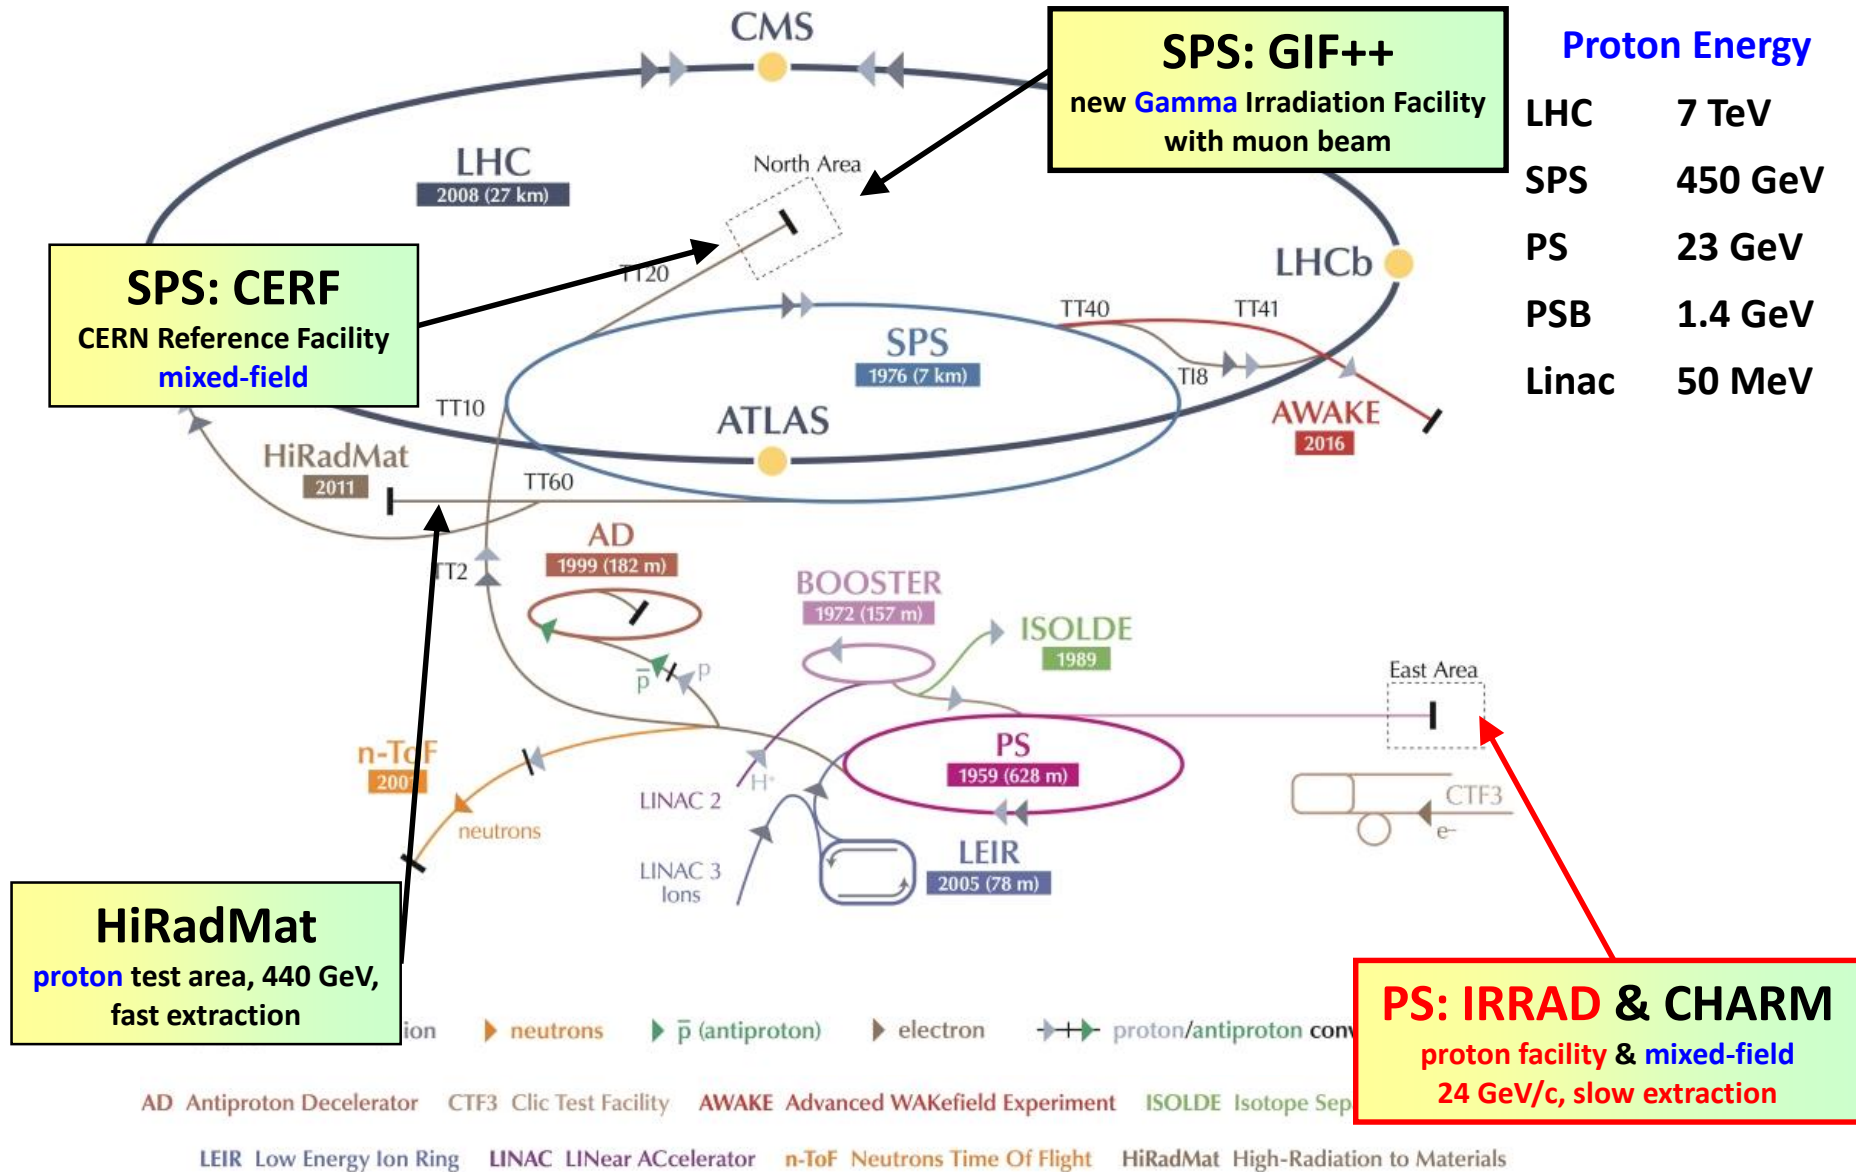 CMS
SPS: GIF++
new Gamma Irradiation Facility
with muon beam
Proton Energy
LHC 7 TeV
SPS 450 GeV
PS 23 GeV
PSB 1.4 GeV
Linac 50 MeV
LHC
2008 (27 km)
North Area
LHCb
SPS: CERF
CERN Reference Facility
mixed-field
TT20
TT40
TT41
SPS
1976 (7 km)
TI8
TT10
ATLAS
AWAKE
2016
HiRadMat
2011
TT60
AD
1999 (182 m)
TT2
BOOSTER
1972 (157 m)
ISOLDE
1989
p̅
p
East Area
n-ToF
PS
1959 (628 m)
LINAC 2
H⁺
neutrons
CTF3
e–
LINAC 3
Ions
LEIR
2005 (78 m)
HiRadMat
proton test area, 440 GeV,
fast extraction
PS: IRRAD & CHARM
proton facility & mixed-field
24 GeV/c, slow extraction
neutrons p̅ (antiproton) electron proton/antiproton
AD Antiproton Decelerator CTF3 Clic Test Facility AWAKE Advanced WAKefield Experiment ISOLDE Isotope
LEIR Low Energy Ion Ring LINAC LINear ACcelerator n-ToF Neutrons Time Of Flight HiRadMat High-Radiation to Materials